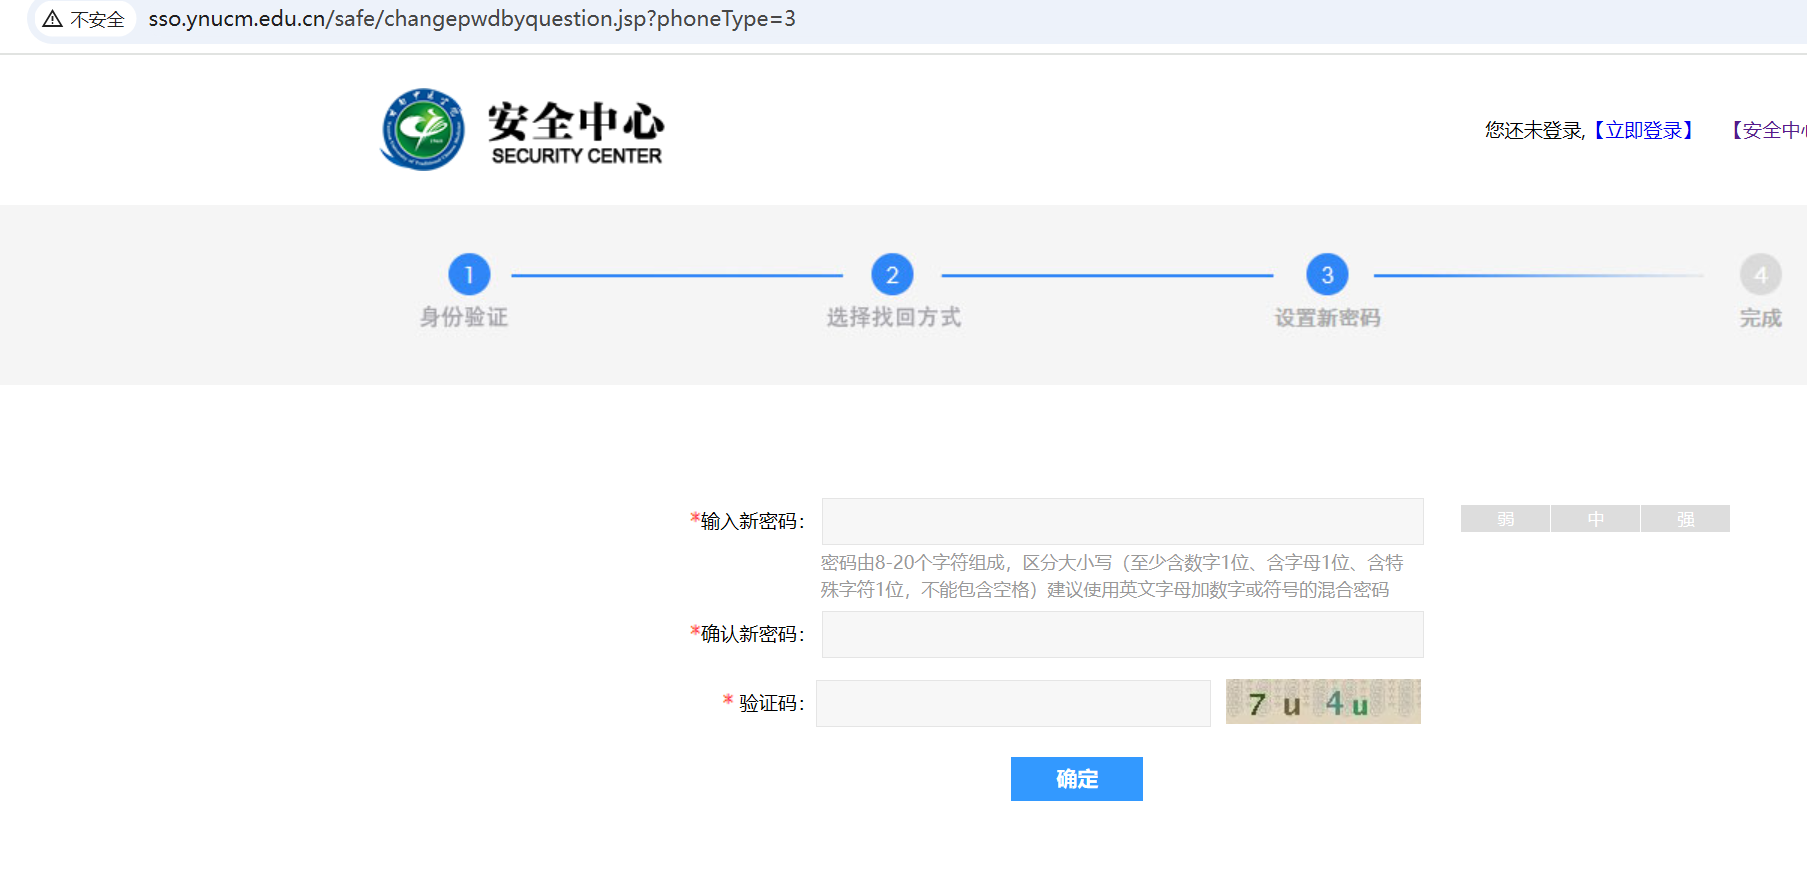 不安全 sso.ynucm.edu.cn/safe/changepwdbyquestion.jsp?phoneType=3
安全中心
SECURITY CENTER
您还未登录,【立即登录】 【安全中
1 2 3 4
身份验证 选择找回方式 设置新密码 完成
*输入新密码： 弱 中 强
密码由8-20个字符组成，区分大小写（至少含数字1位、含字母1位、含特
殊字符1位，不能包含空格）建议使用英文字母加数字或符号的混合密码
*确认新密码：
* 验证码： 7 u 4 u
确定